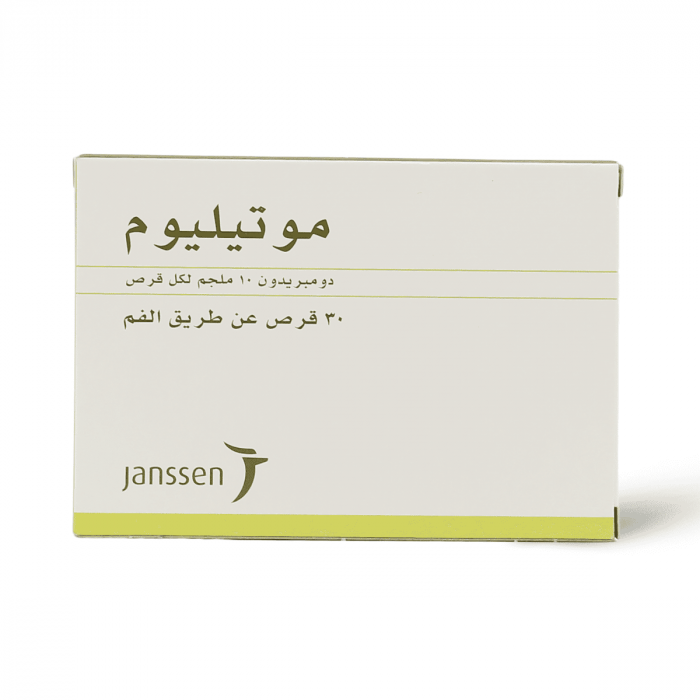 موتيليوم
دومبريدون ١٠ ملجم لكل قرص
٣٠ قرص عن طريق الفم
janssen